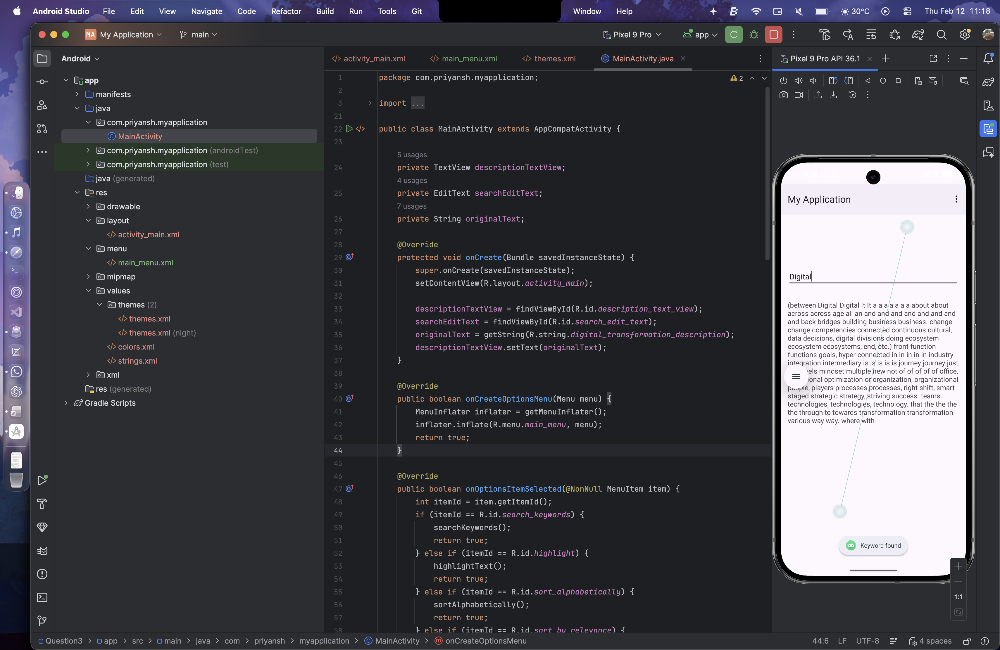 Android Studio File Edit View Navigate Code Refactor Build Run Tools Git Window Help 30°C Thu Feb 12 11:18
MA My Application main Pixel 9 Pro app
Android
app
manifests
java
com.priyansh.myapplication
MainActivity
com.priyansh.myapplication (androidTest)
com.priyansh.myapplication (test)
java (generated)
res
drawable
layout
activity_main.xml
menu
main_menu.xml
mipmap
values
themes (2)
themes.xml
themes.xml (night)
colors.xml
strings.xml
xml
res (generated)
Gradle Scripts
activity_main.xml main_menu.xml themes.xml MainActivity.java
2
1 package com.priyansh.myapplication;
2
3 import ...
21
22 public class MainActivity extends AppCompatActivity {
23
5 usages
24 private TextView descriptionTextView;
4 usages
25 private EditText searchEditText;
7 usages
26 private String originalText;
27
28 @Override
29 protected void onCreate(Bundle savedInstanceState) {
30 super.onCreate(savedInstanceState);
31 setContentView(R.layout.activity_main);
32
33 descriptionTextView = findViewById(R.id.description_text_view);
34 searchEditText = findViewById(R.id.search_edit_text);
35 originalText = getString(R.string.digital_transformation_description);
36 descriptionTextView.setText(originalText);
37 }
38
39 @Override
40 public boolean onCreateOptionsMenu(Menu menu) {
41 MenuInflater inflater = getMenuInflater();
42 inflater.inflate(R.menu.main_menu, menu);
43 return true;
44 }
45
46 @Override
47 public boolean onOptionsItemSelected(@NonNull MenuItem item) {
48 int itemId = item.getItemId();
49 if (itemId == R.id.search_keywords) {
50 searchKeywords();
51 return true;
52 } else if (itemId == R.id.highlight) {
53 highlightText();
54 return true;
55 } else if (itemId == R.id.sort_alphabetically) {
56 sortAlphabetically();
57 return true;
58 } else if (itemId == R.id.sort_by_relevance) {
Pixel 9 Pro API 36.1
My Application
Digital
(between Digital Digital It It a a a a a a a about about
across across age all an and and and and and and and
and back bridges building business business. change
change competencies connected continuous cultural,
data decisions, digital divisions doing ecosystem
ecosystem ecosystems, end, etc.) front function
functions goals, hyper-connected in in in in in industry
integration intermediary is is is is is journey journey just
mindset multiple new not of of of of of office,
optimization or organization, organizational
people, players processes processes, right shift, smart
staged strategic strategy, striving success. teams,
technologies, technologies, technology. that the the the
the through to towards transformation transformation
various way way. where with
Keyword found
1:1
Question3 > app > src > main > java > com > priyansh > myapplication > MainActivity > onCreateOptionsMenu
44:6 LF UTF-8 4 spaces